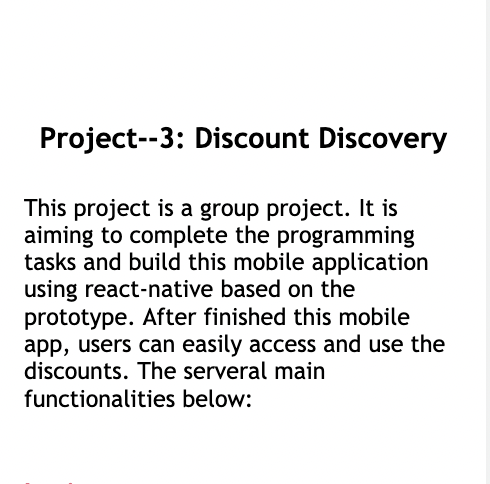 Project--3: Discount Discovery
This project is a group project. It is
aiming to complete the programming
tasks and build this mobile application
using react-native based on the
prototype. After finished this mobile
app, users can easily access and use the
discounts. The serveral main
functionalities below: